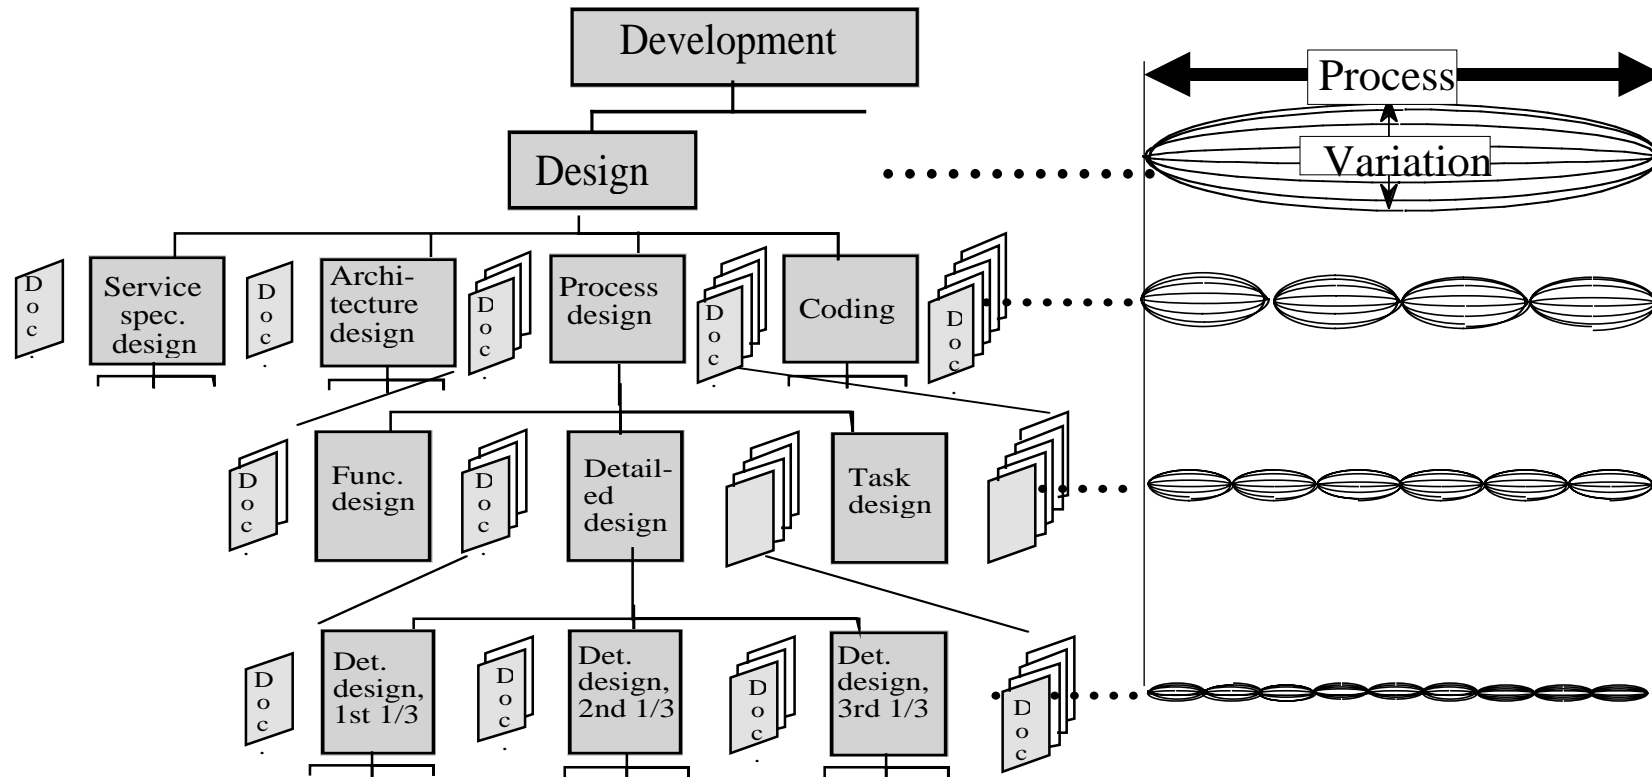 Development
Process
Design
Variation
Doc.
Service
spec.
design
Doc.
Archi-
tecture
design
Doc.
Process
design
Doc.
Coding
Doc.
Doc.
Func.
design
Doc.
Detail-
ed
design
Task
design
Doc.
Det.
design,
1st 1/3
Doc.
Det.
design,
2nd 1/3
Doc.
Det.
design,
3rd 1/3
Doc